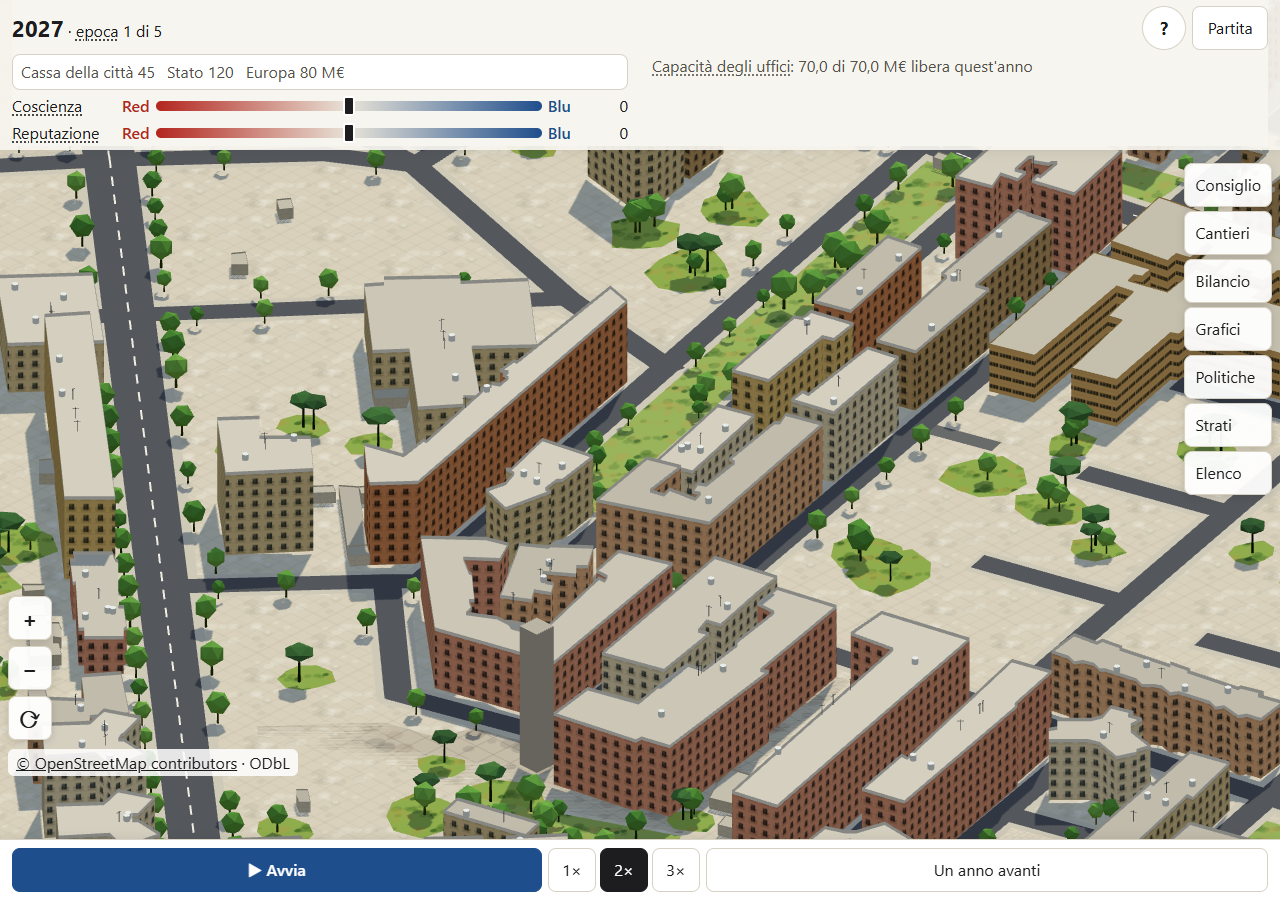 2027 · epoca 1 di 5
? Partita
Cassa della città 45 Stato 120 Europa 80 M€
Capacità degli uffici: 70,0 di 70,0 M€ libera quest'anno
Coscienza Red Blu 0
Reputazione Red Blu 0
Consiglio
Cantieri
Bilancio
Grafici
Politiche
Strati
Elenco
+
−
© OpenStreetMap contributors · ODbL
▶ Avvia 1× 2× 3× Un anno avanti